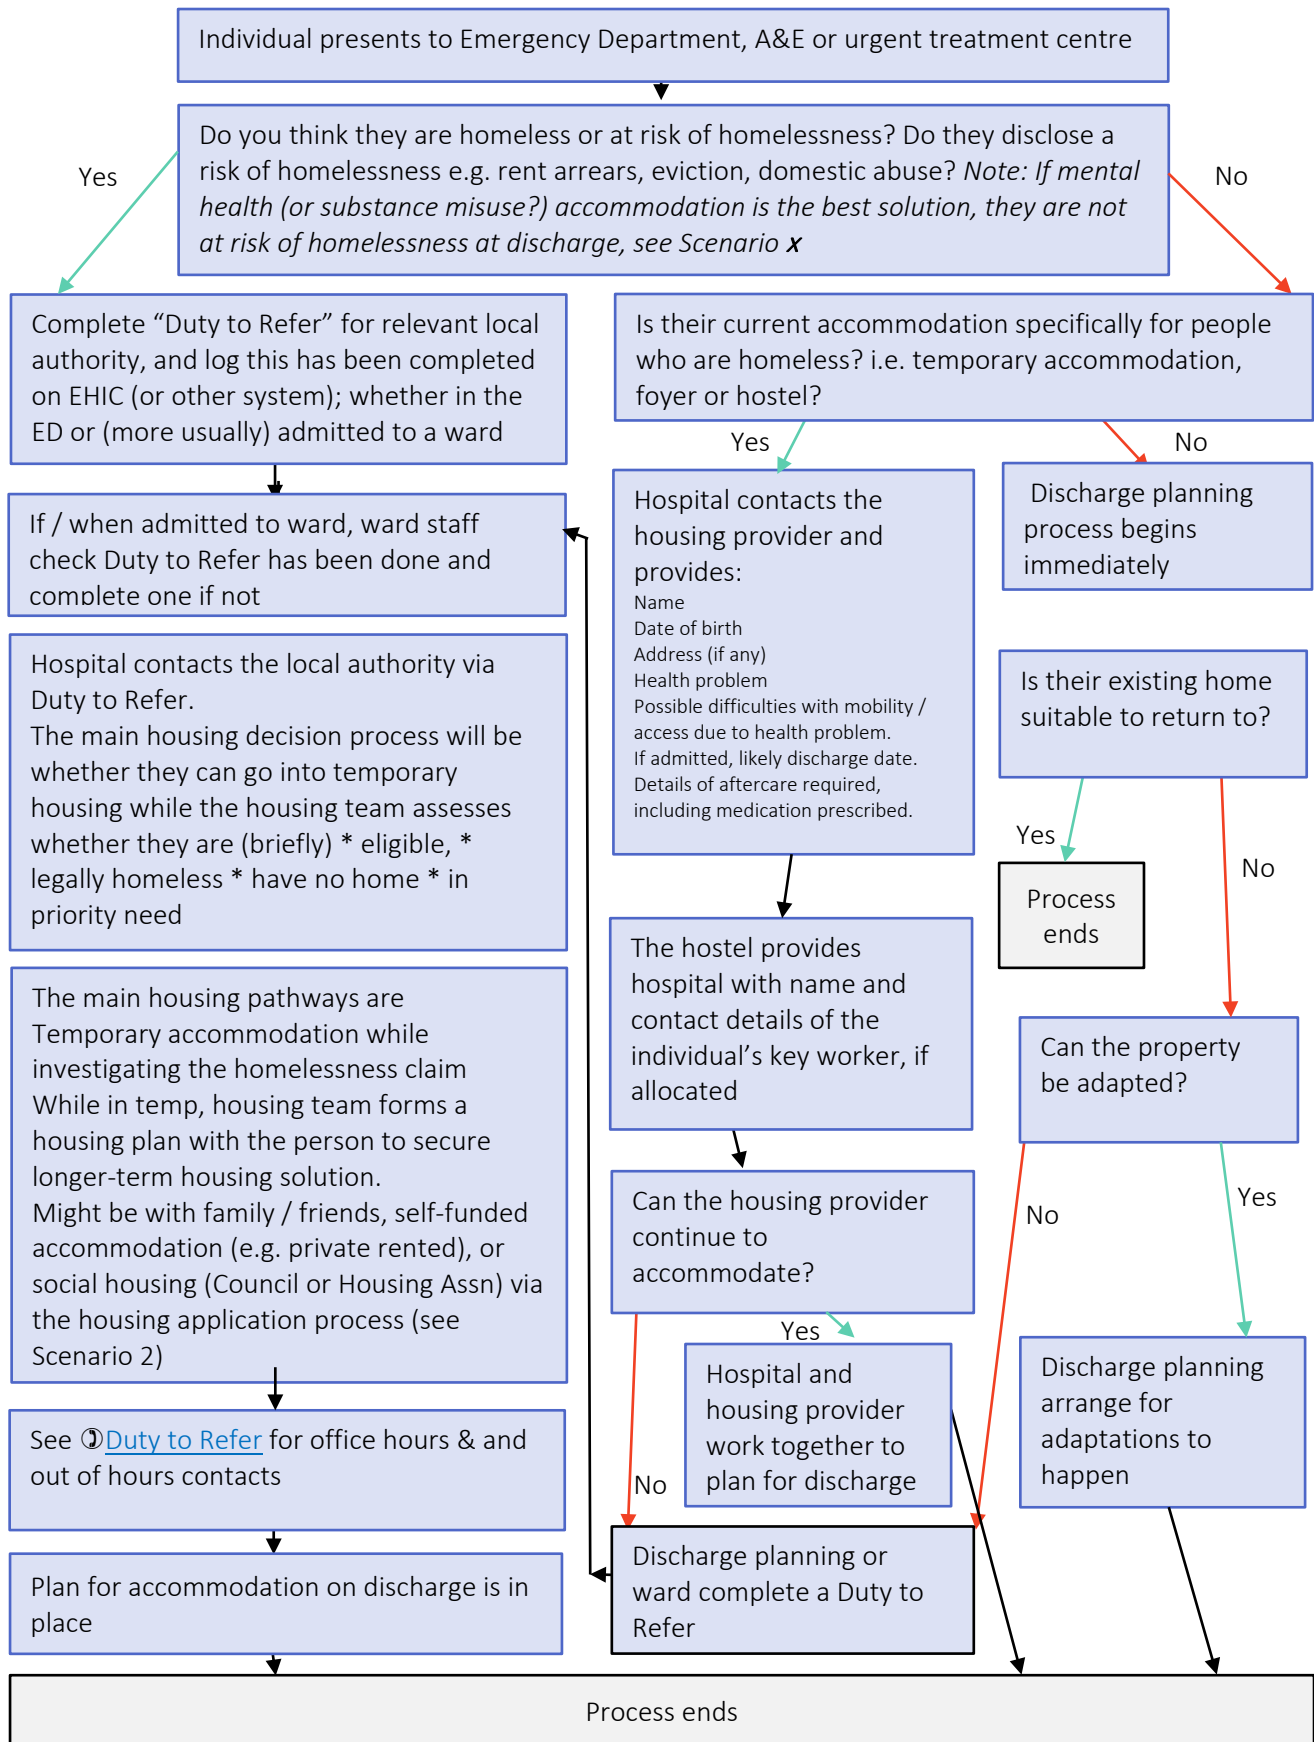 Individual presents to Emergency Department, A&E or urgent treatment centre
Do you think they are homeless or at risk of homelessness? Do they disclose a
risk of homelessness e.g. rent arrears, eviction, domestic abuse? Note: If mental
health (or substance misuse?) accommodation is the best solution, they are not
at risk of homelessness at discharge, see Scenario x
Yes
No
Complete “Duty to Refer” for relevant local
authority, and log this has been completed
on EHIC (or other system); whether in the
ED or (more usually) admitted to a ward
If / when admitted to ward, ward staff
check Duty to Refer has been done and
complete one if not
Hospital contacts the local authority via
Duty to Refer.
The main housing decision process will be
whether they can go into temporary
housing while the housing team assesses
whether they are (briefly) * eligible, *
legally homeless * have no home * in
priority need
The main housing pathways are
Temporary accommodation while
investigating the homelessness claim
While in temp, housing team forms a
housing plan with the person to secure
longer-term housing solution.
Might be with family / friends, self-funded
accommodation (e.g. private rented), or
social housing (Council or Housing Assn) via
the housing application process (see
Scenario 2)
See ✆Duty to Refer for office hours & and
out of hours contacts
Plan for accommodation on discharge is in
place
Is their current accommodation specifically for people
who are homeless? i.e. temporary accommodation,
foyer or hostel?
Yes
No
Hospital contacts the
housing provider and
provides:
Name
Date of birth
Address (if any)
Health problem
Possible difficulties with mobility /
access due to health problem.
If admitted, likely discharge date.
Details of aftercare required,
including medication prescribed.
The hostel provides
hospital with name and
contact details of the
individual’s key worker, if
allocated
Can the housing provider
continue to
accommodate?
Yes
No
Hospital and
housing provider
work together to
plan for discharge
Discharge planning or
ward complete a Duty to
Refer
Discharge planning
process begins
immediately
Is their existing home
suitable to return to?
Yes
No
Process
ends
Can the property
be adapted?
No
Yes
Discharge planning
arrange for
adaptations to
happen
Process ends